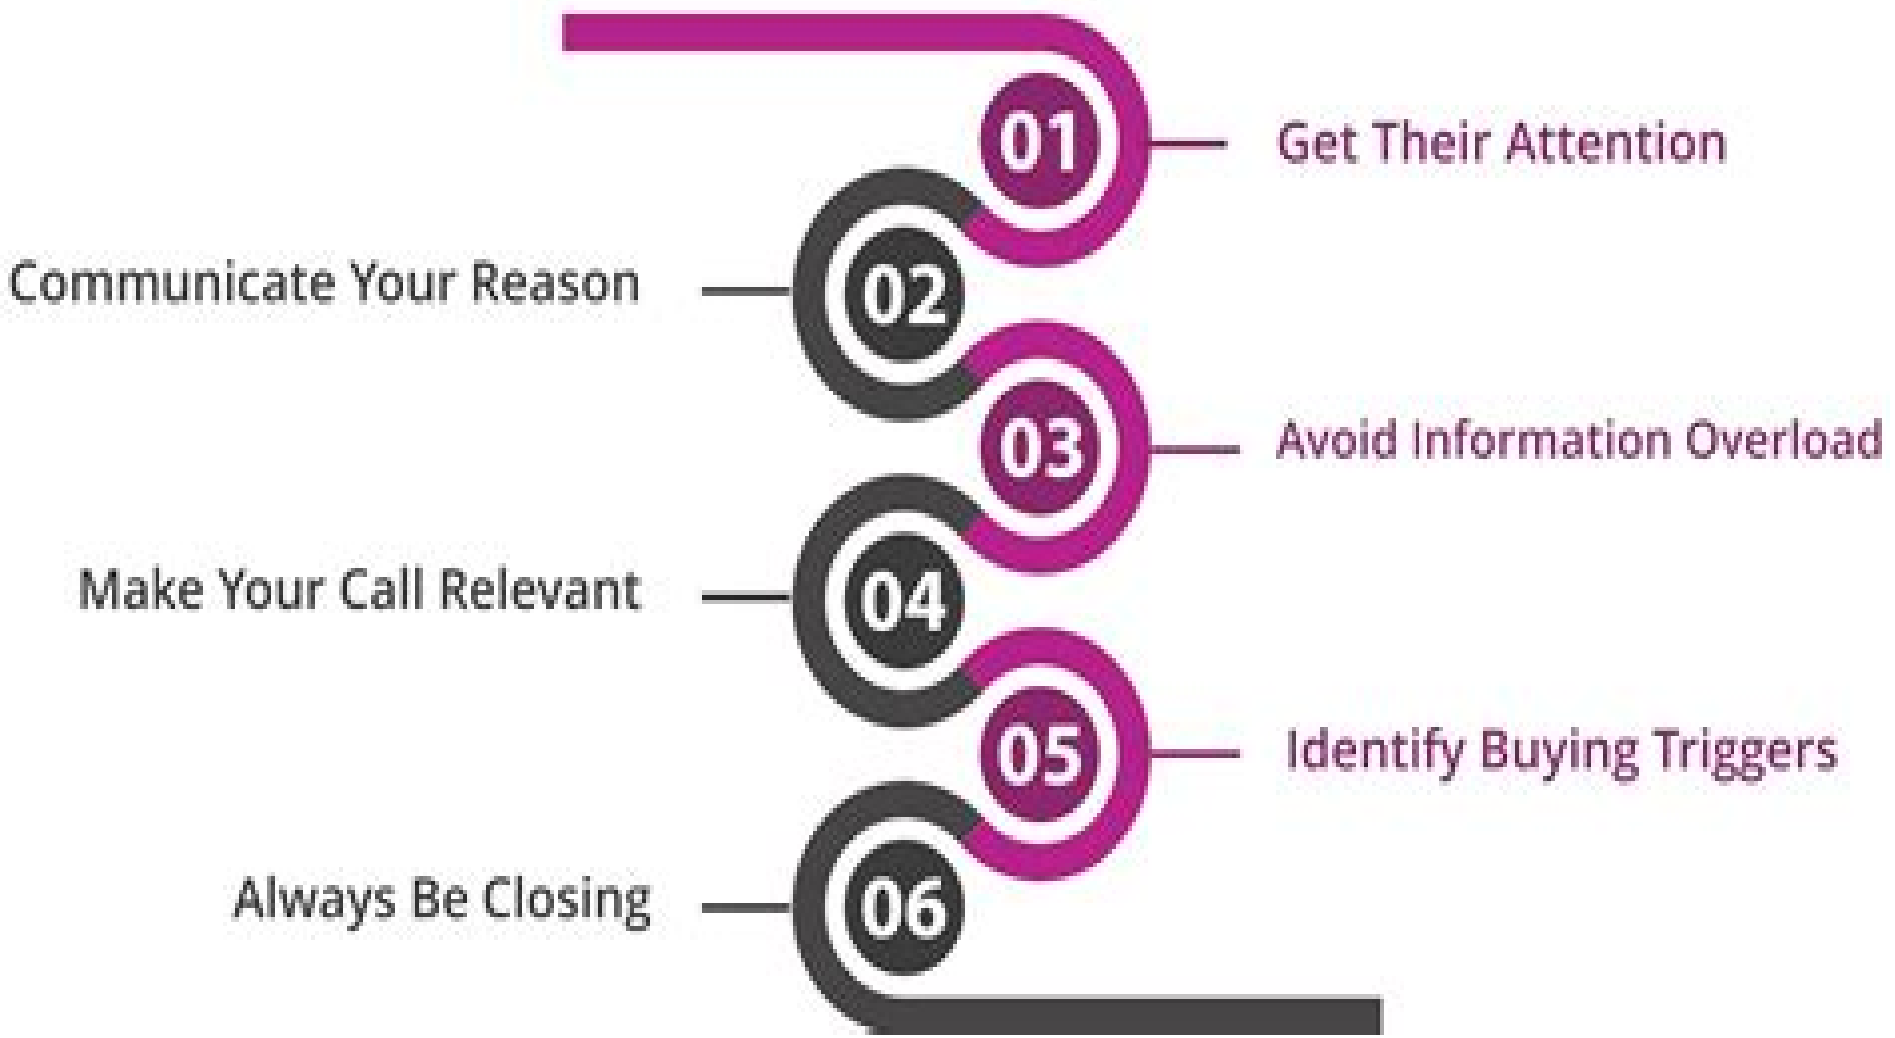 01
Get Their Attention
Communicate Your Reason
02
03
Avoid Information Overload
Make Your Call Relevant
04
05
Identify Buying Triggers
Always Be Closing
06